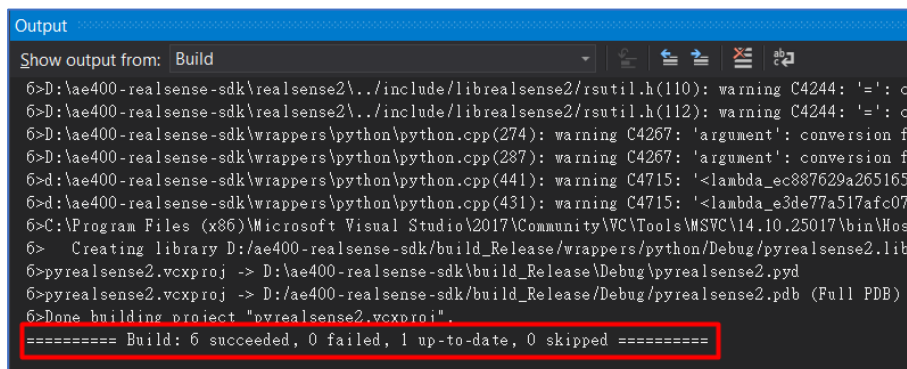 Output
Show output from: Build
6>D:\ae400-realsense-sdk\realsense2\../include/librealsense2/rsutil.h(110): warning C4244: '=': c
6>D:\ae400-realsense-sdk\realsense2\../include/librealsense2/rsutil.h(112): warning C4244: '=': c
6>D:\ae400-realsense-sdk\wrappers\python\python.cpp(274): warning C4267: 'argument': conversion f
6>D:\ae400-realsense-sdk\wrappers\python\python.cpp(287): warning C4267: 'argument': conversion f
6>d:\ae400-realsense-sdk\wrappers\python\python.cpp(441): warning C4715: '<lambda_ec887629a265165
6>d:\ae400-realsense-sdk\wrappers\python\python.cpp(431): warning C4715: '<lambda_e3de77a517afc07
6>C:\Program Files (x86)\Microsoft Visual Studio\2017\Community\VC\Tools\MSVC\14.10.25017\bin\Hos
6>   Creating library D:/ae400-realsense-sdk/build_Release/wrappers/python/Debug/pyrealsense2.lib
6>pyrealsense2.vcxproj -> D:\ae400-realsense-sdk\build_Release\Debug\pyrealsense2.pyd
6>pyrealsense2.vcxproj -> D:/ae400-realsense-sdk/build_Release/Debug/pyrealsense2.pdb (Full PDB)
6>Done building project "pyrealsense2.vcxproj".
========== Build: 6 succeeded, 0 failed, 1 up-to-date, 0 skipped ==========